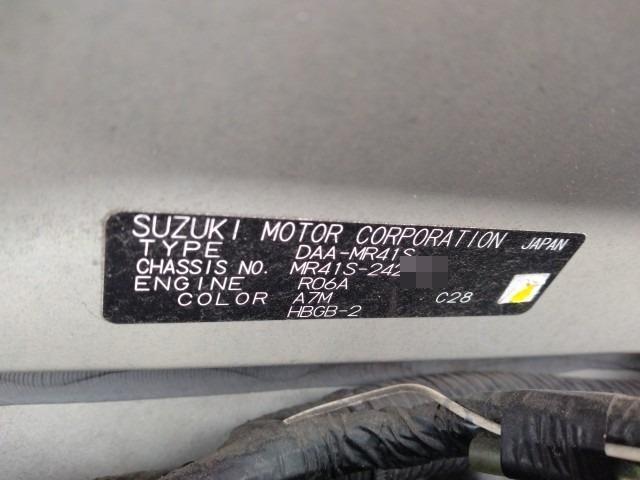 SUZUKI MOTOR CORPORATION JAPAN
TYPE DAA-MR41S
CHASSIS NO. MR41S-242
ENGINE R06A
COLOR A7M C28
HBGB-2